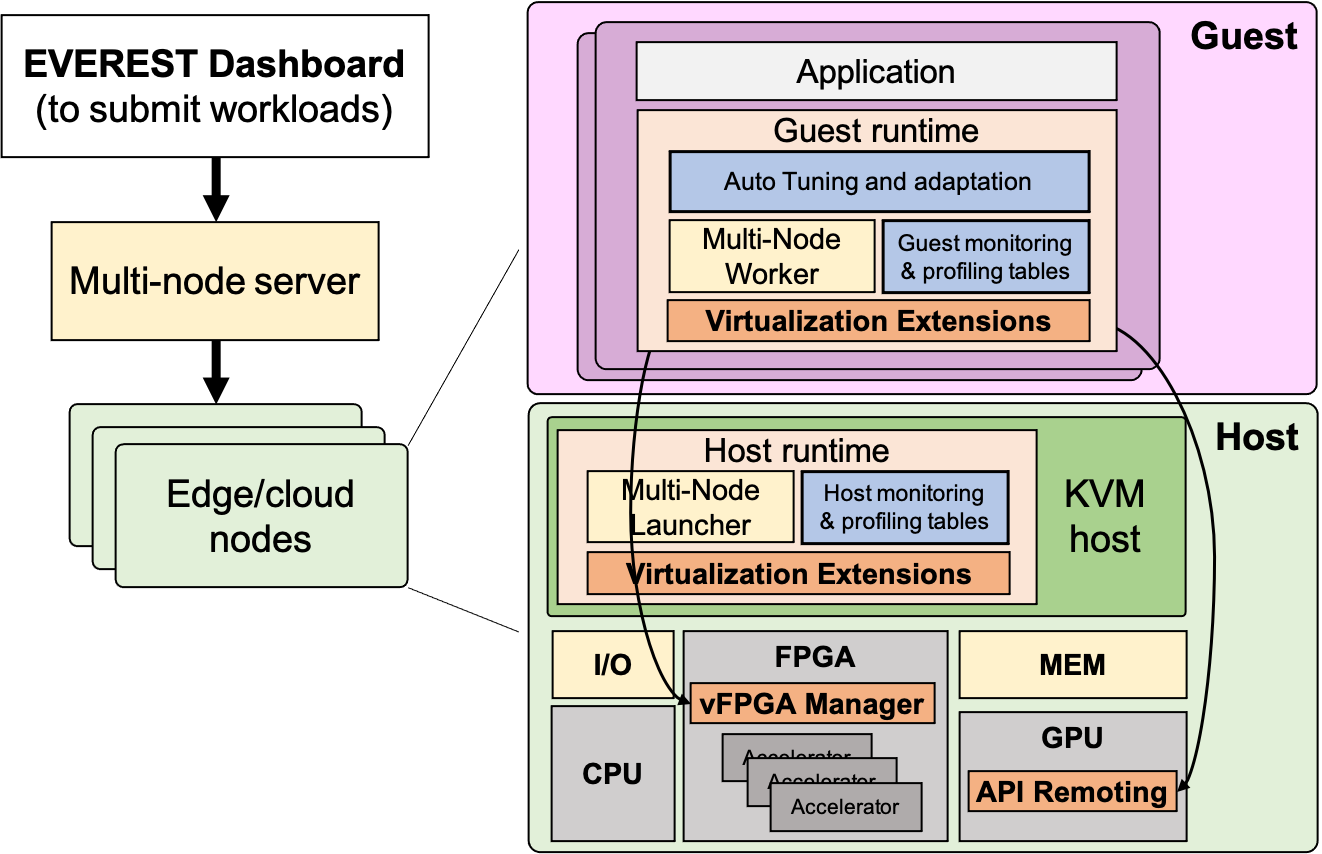 EVEREST Dashboard
(to submit workloads)
Multi-node server
Edge/cloud
nodes
Guest
Application
Guest runtime
Auto Tuning and adaptation
Multi-Node
Worker
Guest monitoring
& profiling tables
Virtualization Extensions
Host
Host runtime
Multi-Node
Launcher
Host monitoring
& profiling tables
Virtualization Extensions
KVM
host
I/O
CPU
FPGA
vFPGA Manager
Accelerator
Accelerator
Accelerator
MEM
GPU
API Remoting